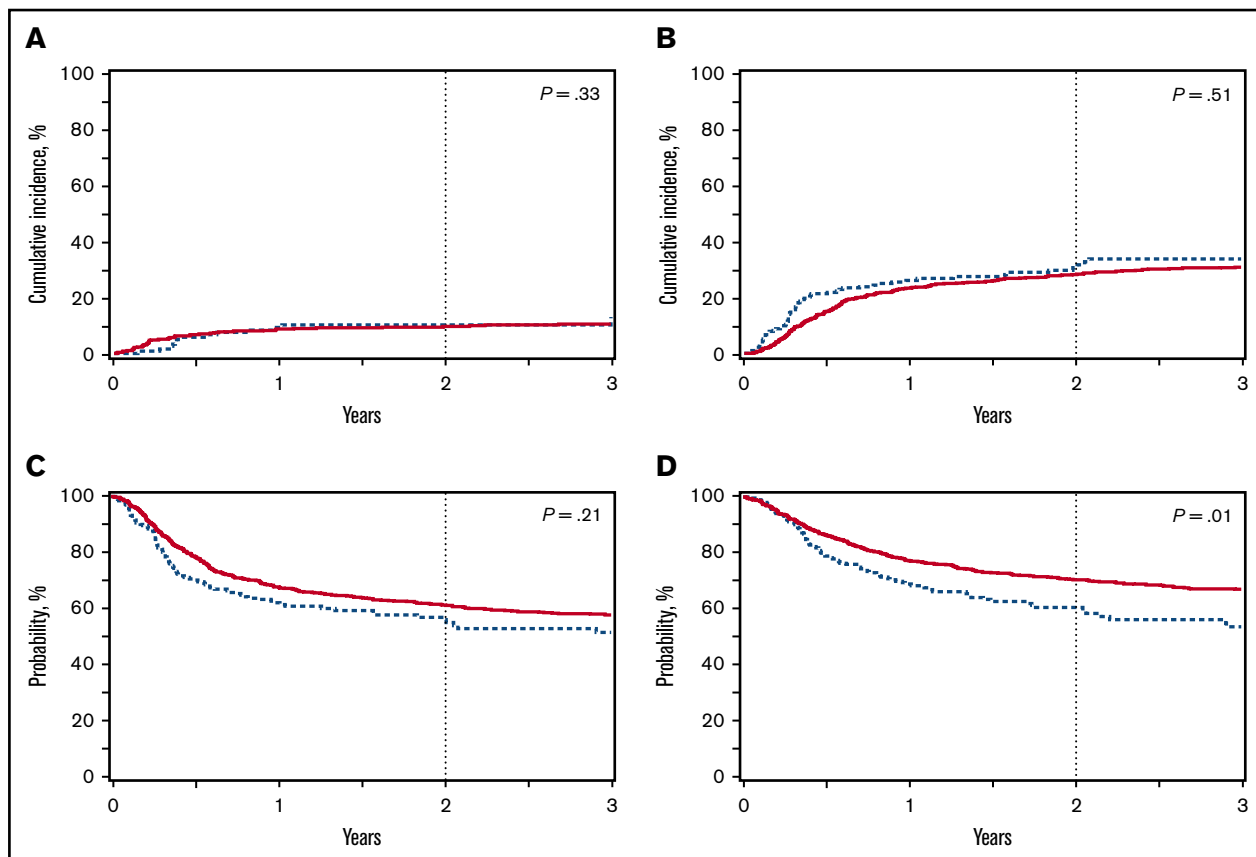 A
Cumulative incidence, %
100
80
60
40
20
0
P = .33
0 1 2 3
Years
B
Cumulative incidence, %
100
80
60
40
20
0
P = .51
0 1 2 3
Years
C
Probability, %
100
80
60
40
20
0
P = .21
0 1 2 3
Years
D
Probability, %
100
80
60
40
20
0
P = .01
0 1 2 3
Years